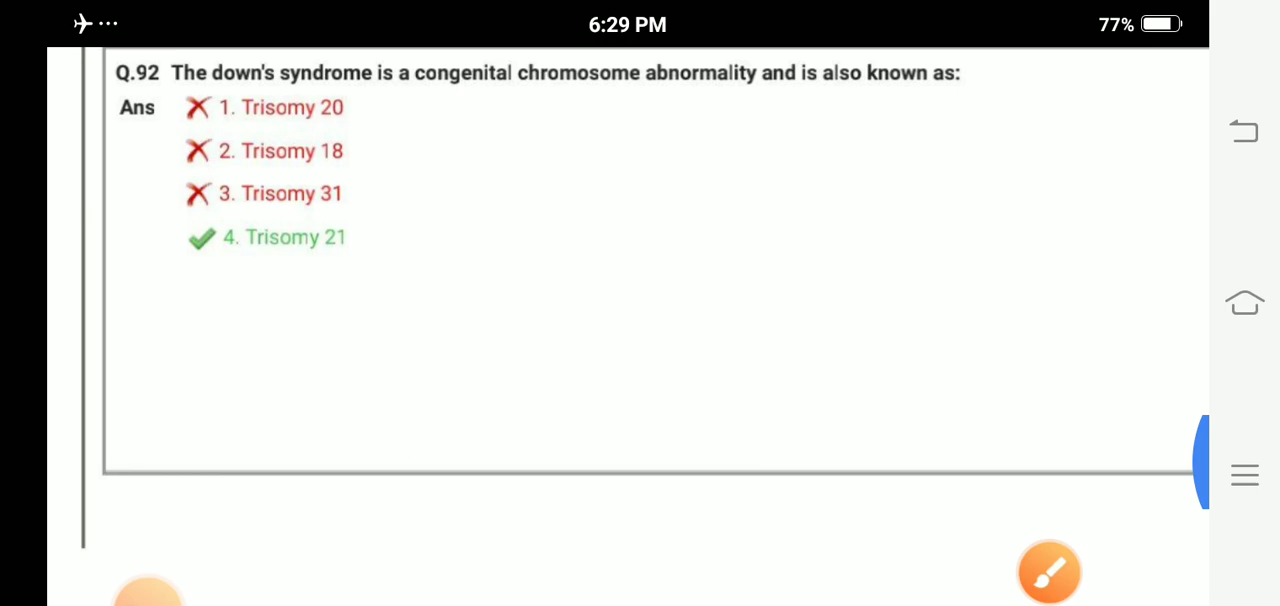 6:29 PM
77%
Q.92 The down's syndrome is a congenital chromosome abnormality and is also known as:
Ans 1. Trisomy 20
2. Trisomy 18
3. Trisomy 31
4. Trisomy 21